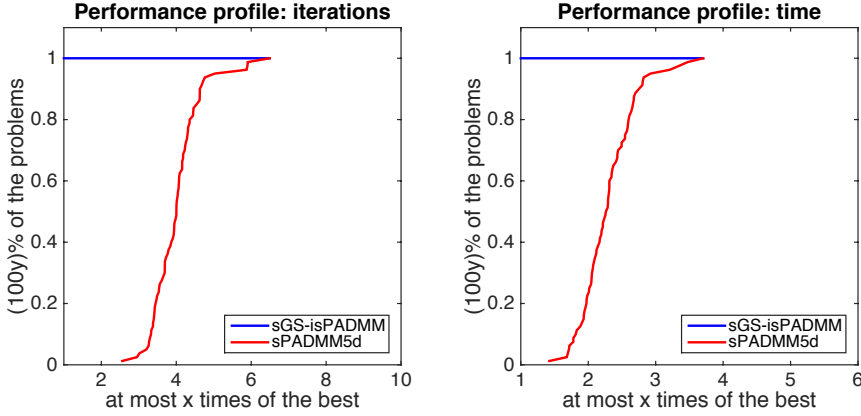 Performance profile: iterations
(100y)% of the problems
1
0.8
0.6
0.4
0.2
0
2
4
6
8
10
at most x times of the best
sGS-isPADMM
sPADMM5d
Performance profile: time
(100y)% of the problems
1
0.8
0.6
0.4
0.2
0
1
2
3
4
5
6
at most x times of the best
sGS-isPADMM
sPADMM5d